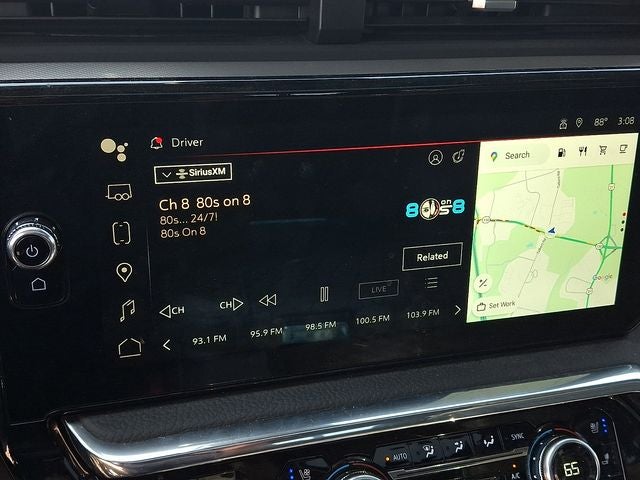 88° 3:08
Driver
SiriusXM
Search
Ch 8 80s on 8
80s... 24/7!
80s On 8
8 on 8
Related
Google
CH
CH
LIVE
Set Work
93.1 FM 95.9 FM 98.5 FM 100.5 FM 103.9 FM
AUTO
SYNC
A/C
65